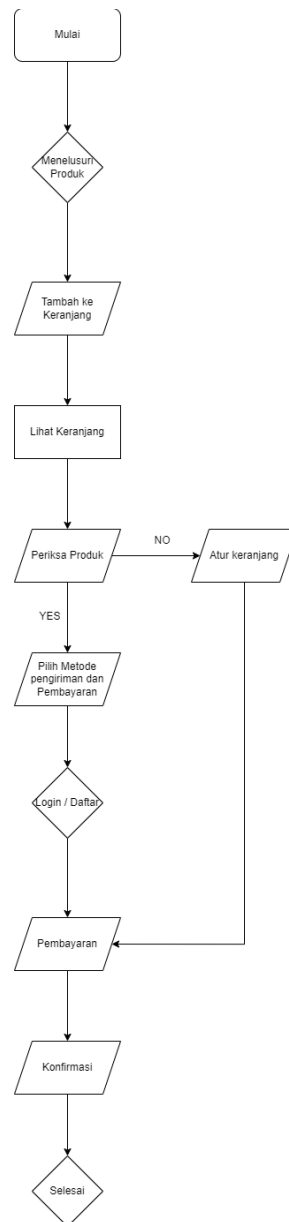 Mulai
Menelusuri
Produk
Tambah ke
Keranjang
Lihat Keranjang
Periksa Produk
NO
Atur keranjang
YES
Pilih Metode
pengiriman dan
Pembayaran
Login / Daftar
Pembayaran
Konfirmasi
Selesai